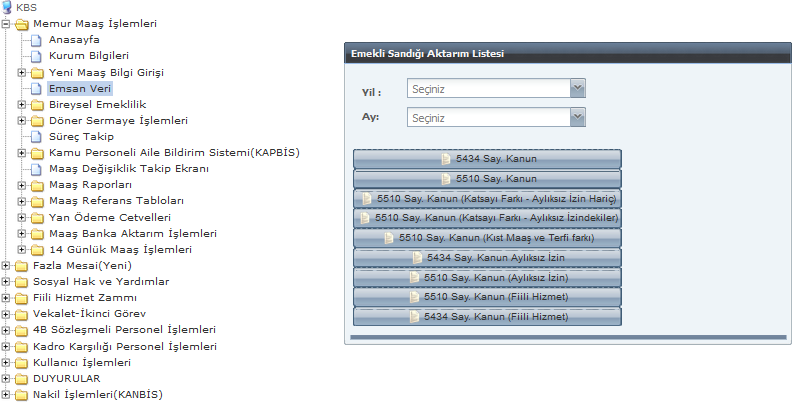 KBS
Memur Maaş İşlemleri
Anasayfa
Kurum Bilgileri
Yeni Maaş Bilgi Girişi
Emsan Veri
Bireysel Emeklilik
Döner Sermaye İşlemleri
Süreç Takip
Kamu Personeli Aile Bildirim Sistemi(KAPBİS)
Maaş Değişiklik Takip Ekranı
Maaş Raporları
Maaş Referans Tabloları
Yan Ödeme Cetvelleri
Maaş Banka Aktarım İşlemleri
14 Günlük Maaş İşlemleri
Fazla Mesai(Yeni)
Sosyal Hak ve Yardımlar
Fiili Hizmet Zammı
Vekalet-İkinci Görev
4B Sözleşmeli Personel İşlemleri
Kadro Karşılığı Personel İşlemleri
Kullanıcı İşlemleri
DUYURULAR
Nakil İşlemleri(KANBİS)
Emekli Sandığı Aktarım Listesi
Yıl : Seçiniz
Ay: Seçiniz
5434 Say. Kanun
5510 Say. Kanun
5510 Say. Kanun (Katsayı Farkı - Aylıksız İzin Hariç)
5510 Say. Kanun (Katsayı Farkı - Aylıksız İzindekiler)
5510 Say. Kanun (Kıst Maaş ve Terfi farkı)
5434 Say. Kanun Aylıksız İzin
5510 Say. Kanun (Aylıksız İzin)
5510 Say. Kanun (Fiili Hizmet)
5434 Say. Kanun (Fiili Hizmet)